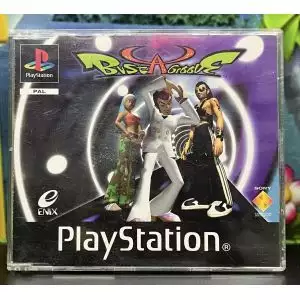 PlayStation
PAL
BUST A GROOVE
ENIX
SONY
PlayStation®